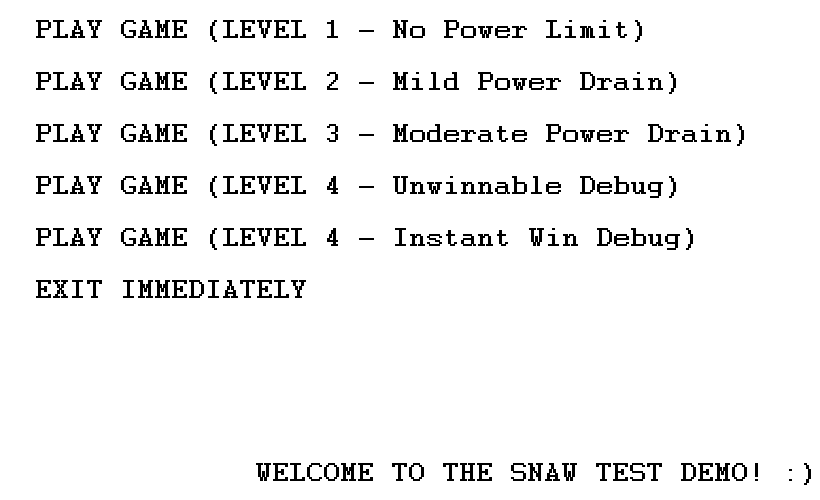 PLAY GAME (LEVEL 1 – No Power Limit)
PLAY GAME (LEVEL 2 – Mild Power Drain)
PLAY GAME (LEVEL 3 – Moderate Power Drain)
PLAY GAME (LEVEL 4 – Unwinnable Debug)
PLAY GAME (LEVEL 4 – Instant Win Debug)
EXIT IMMEDIATELY
WELCOME TO THE SNAW TEST DEMO! :)